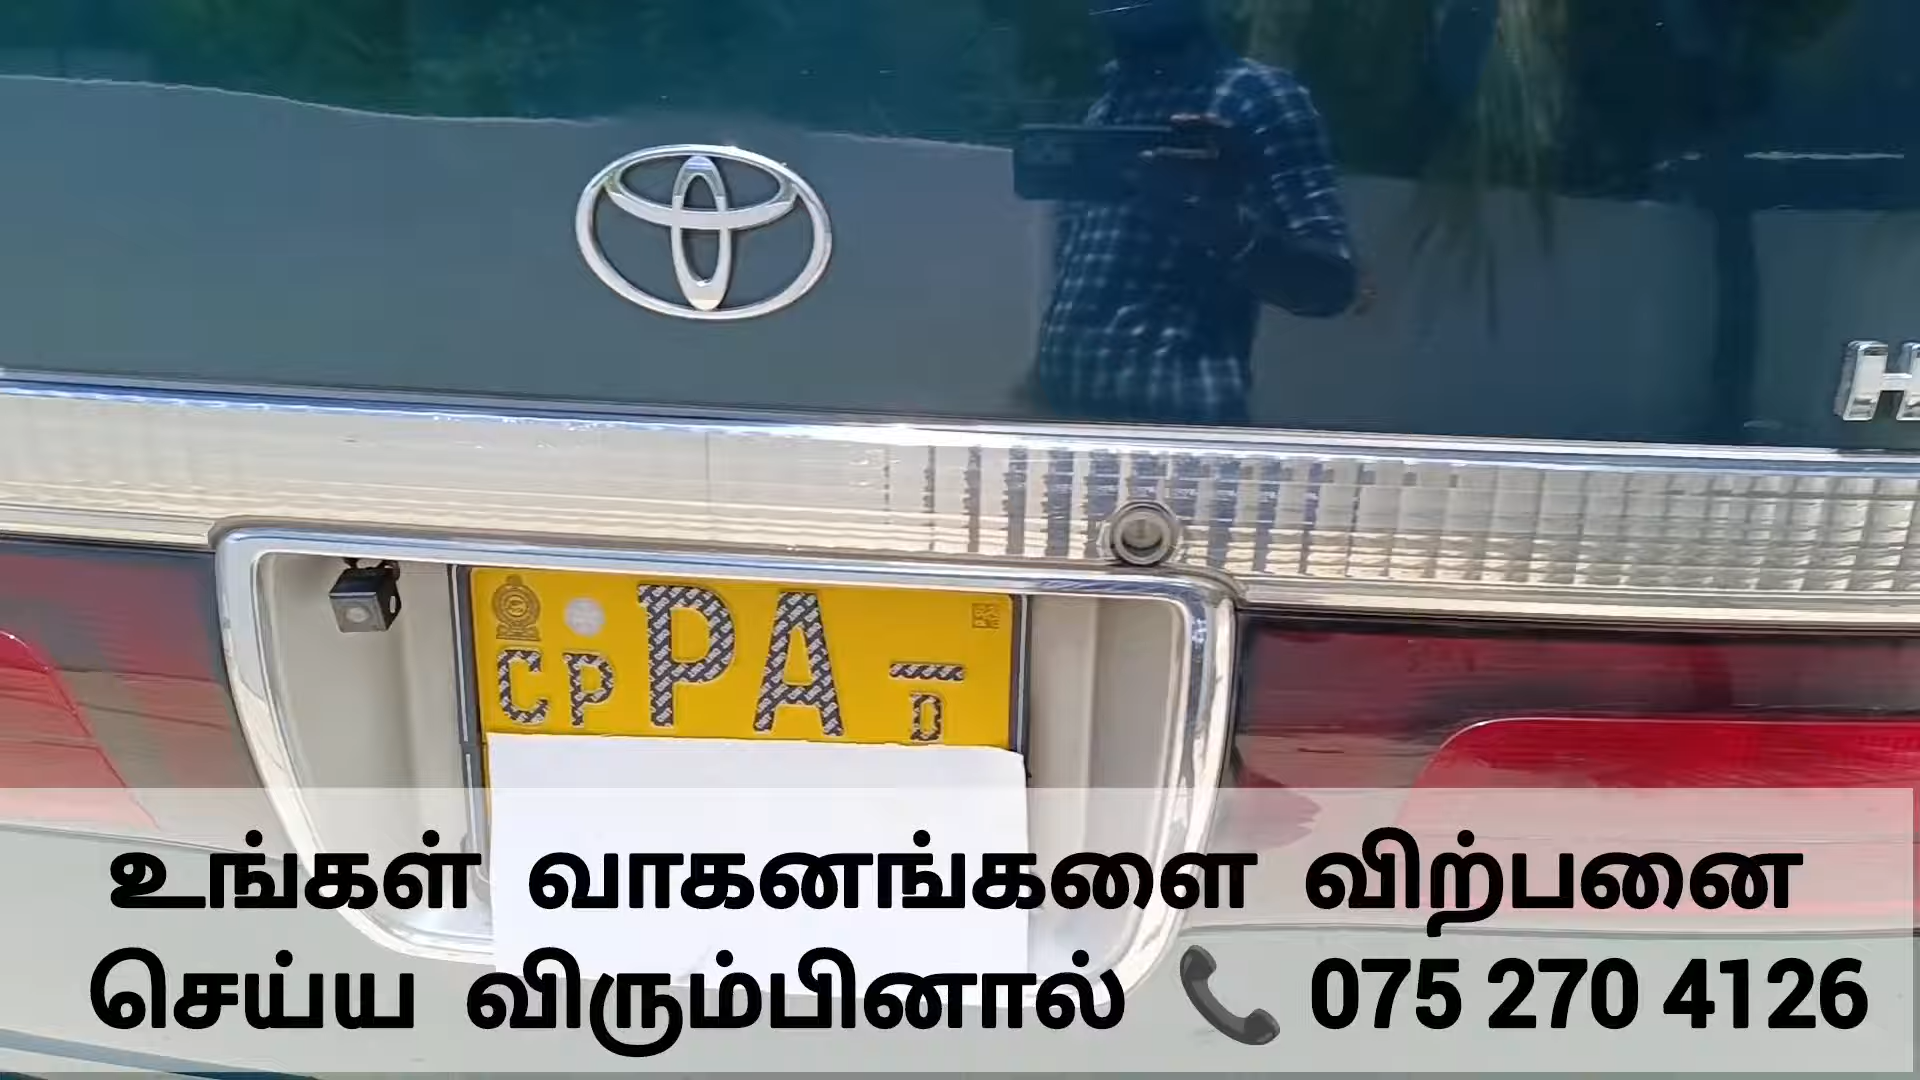 H
CP PA –
D
உங்கள் வாகனங்களை விற்பனை
செய்ய விரும்பினால் 📞 075 270 4126